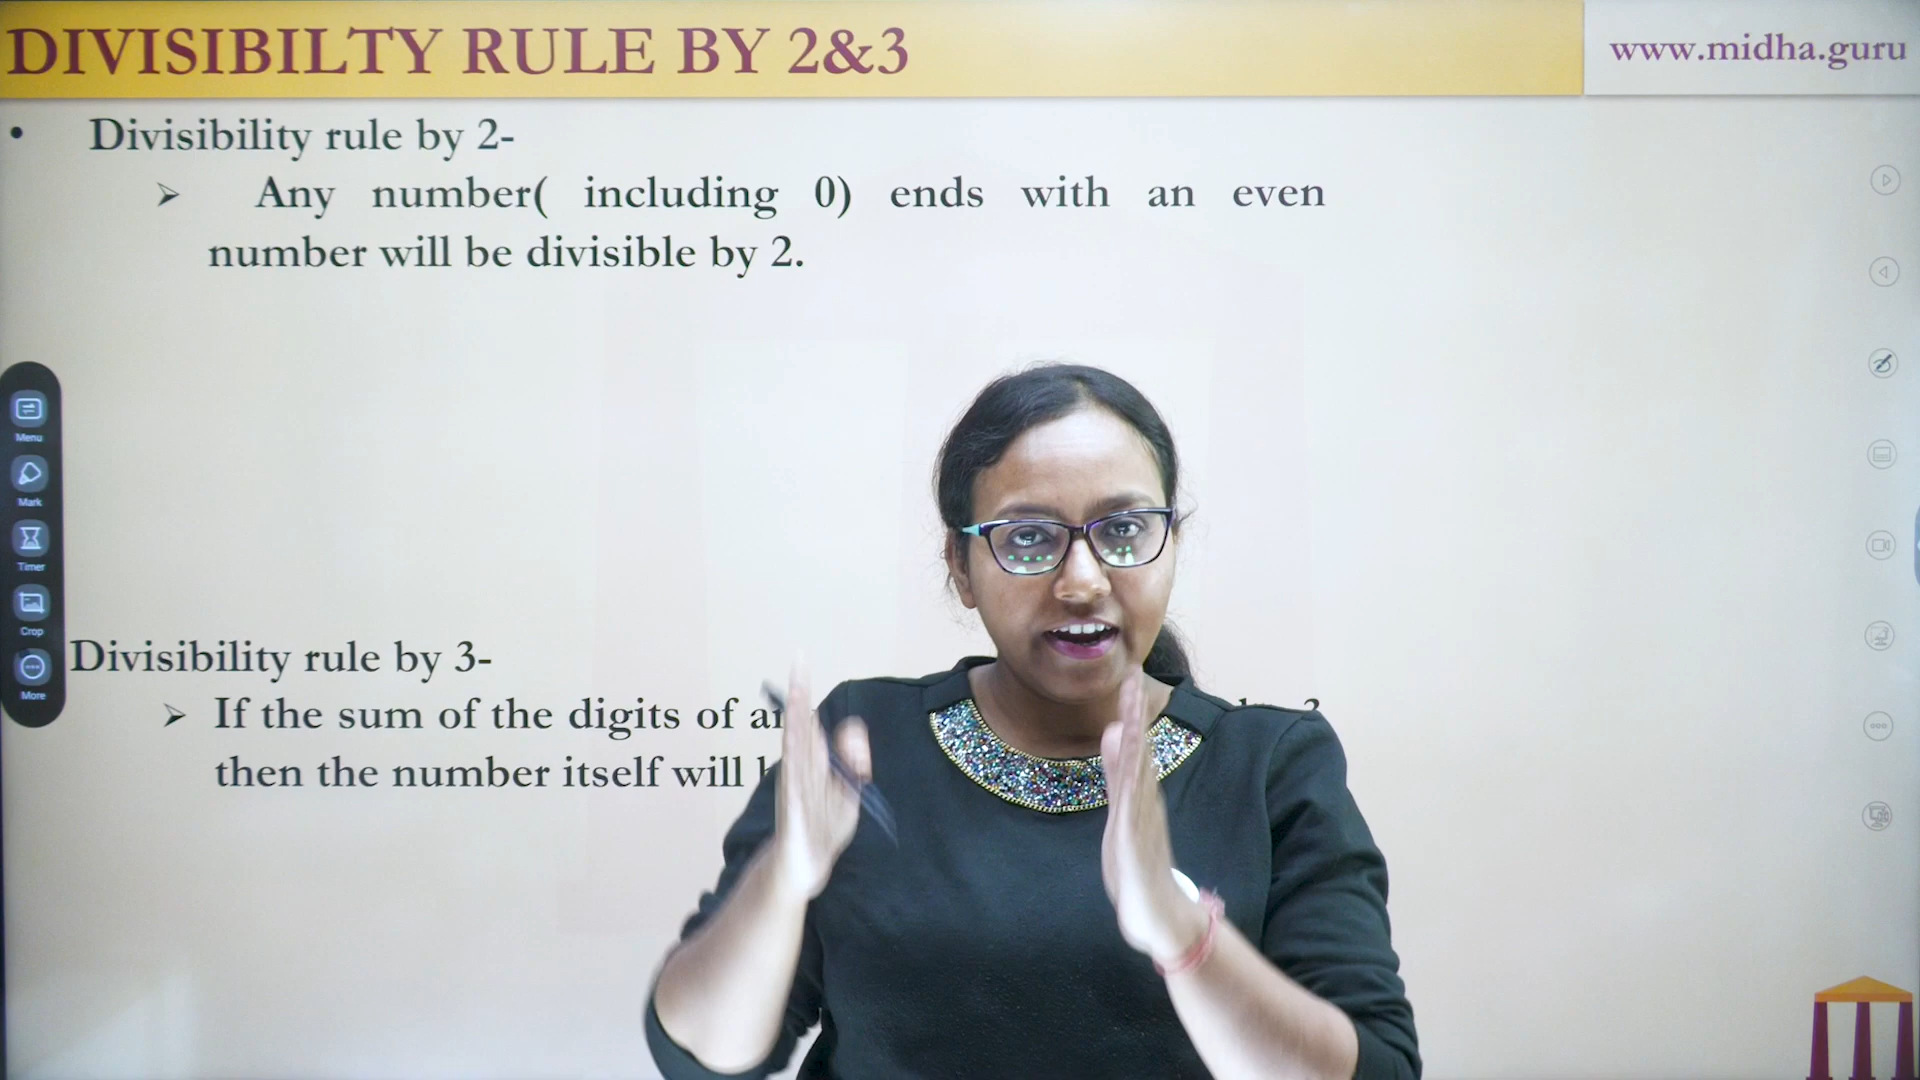 DIVISIBILTY RULE BY 2&3
www.midha.guru
• Divisibility rule by 2-
➢ Any number( including 0) ends with an even
number will be divisible by 2.
Menu
Mark
Timer
Crop
More
Divisibility rule by 3-
➢ If the sum of the digits of 3
then the number itself will